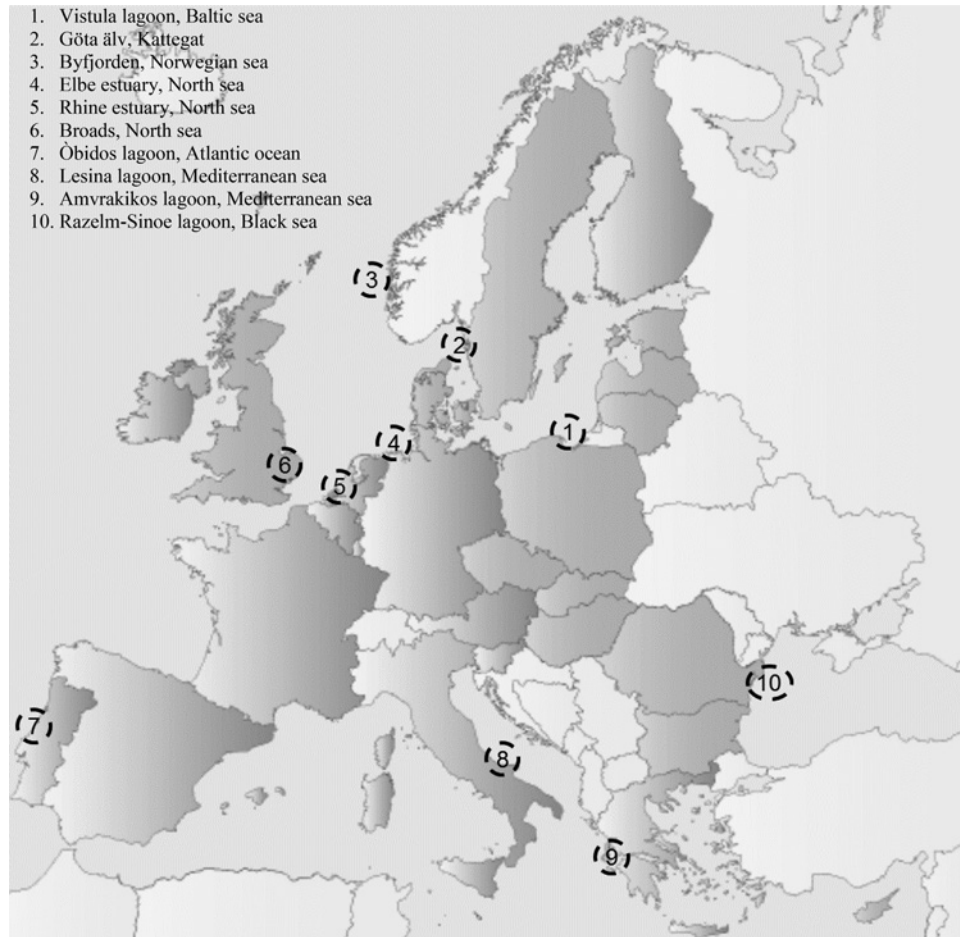 1. Vistula lagoon, Baltic sea
2. Göta älv, Kattegat
3. Byfjorden, Norwegian sea
4. Elbe estuary, North sea
5. Rhine estuary, North sea
6. Broads, North sea
7. Òbidos lagoon, Atlantic ocean
8. Lesina lagoon, Mediterranean sea
9. Amvrakikos lagoon, Mediterranean sea
10. Razelm-Sinoe lagoon, Black sea
3
2
1
4
6
5
10
7
8
9